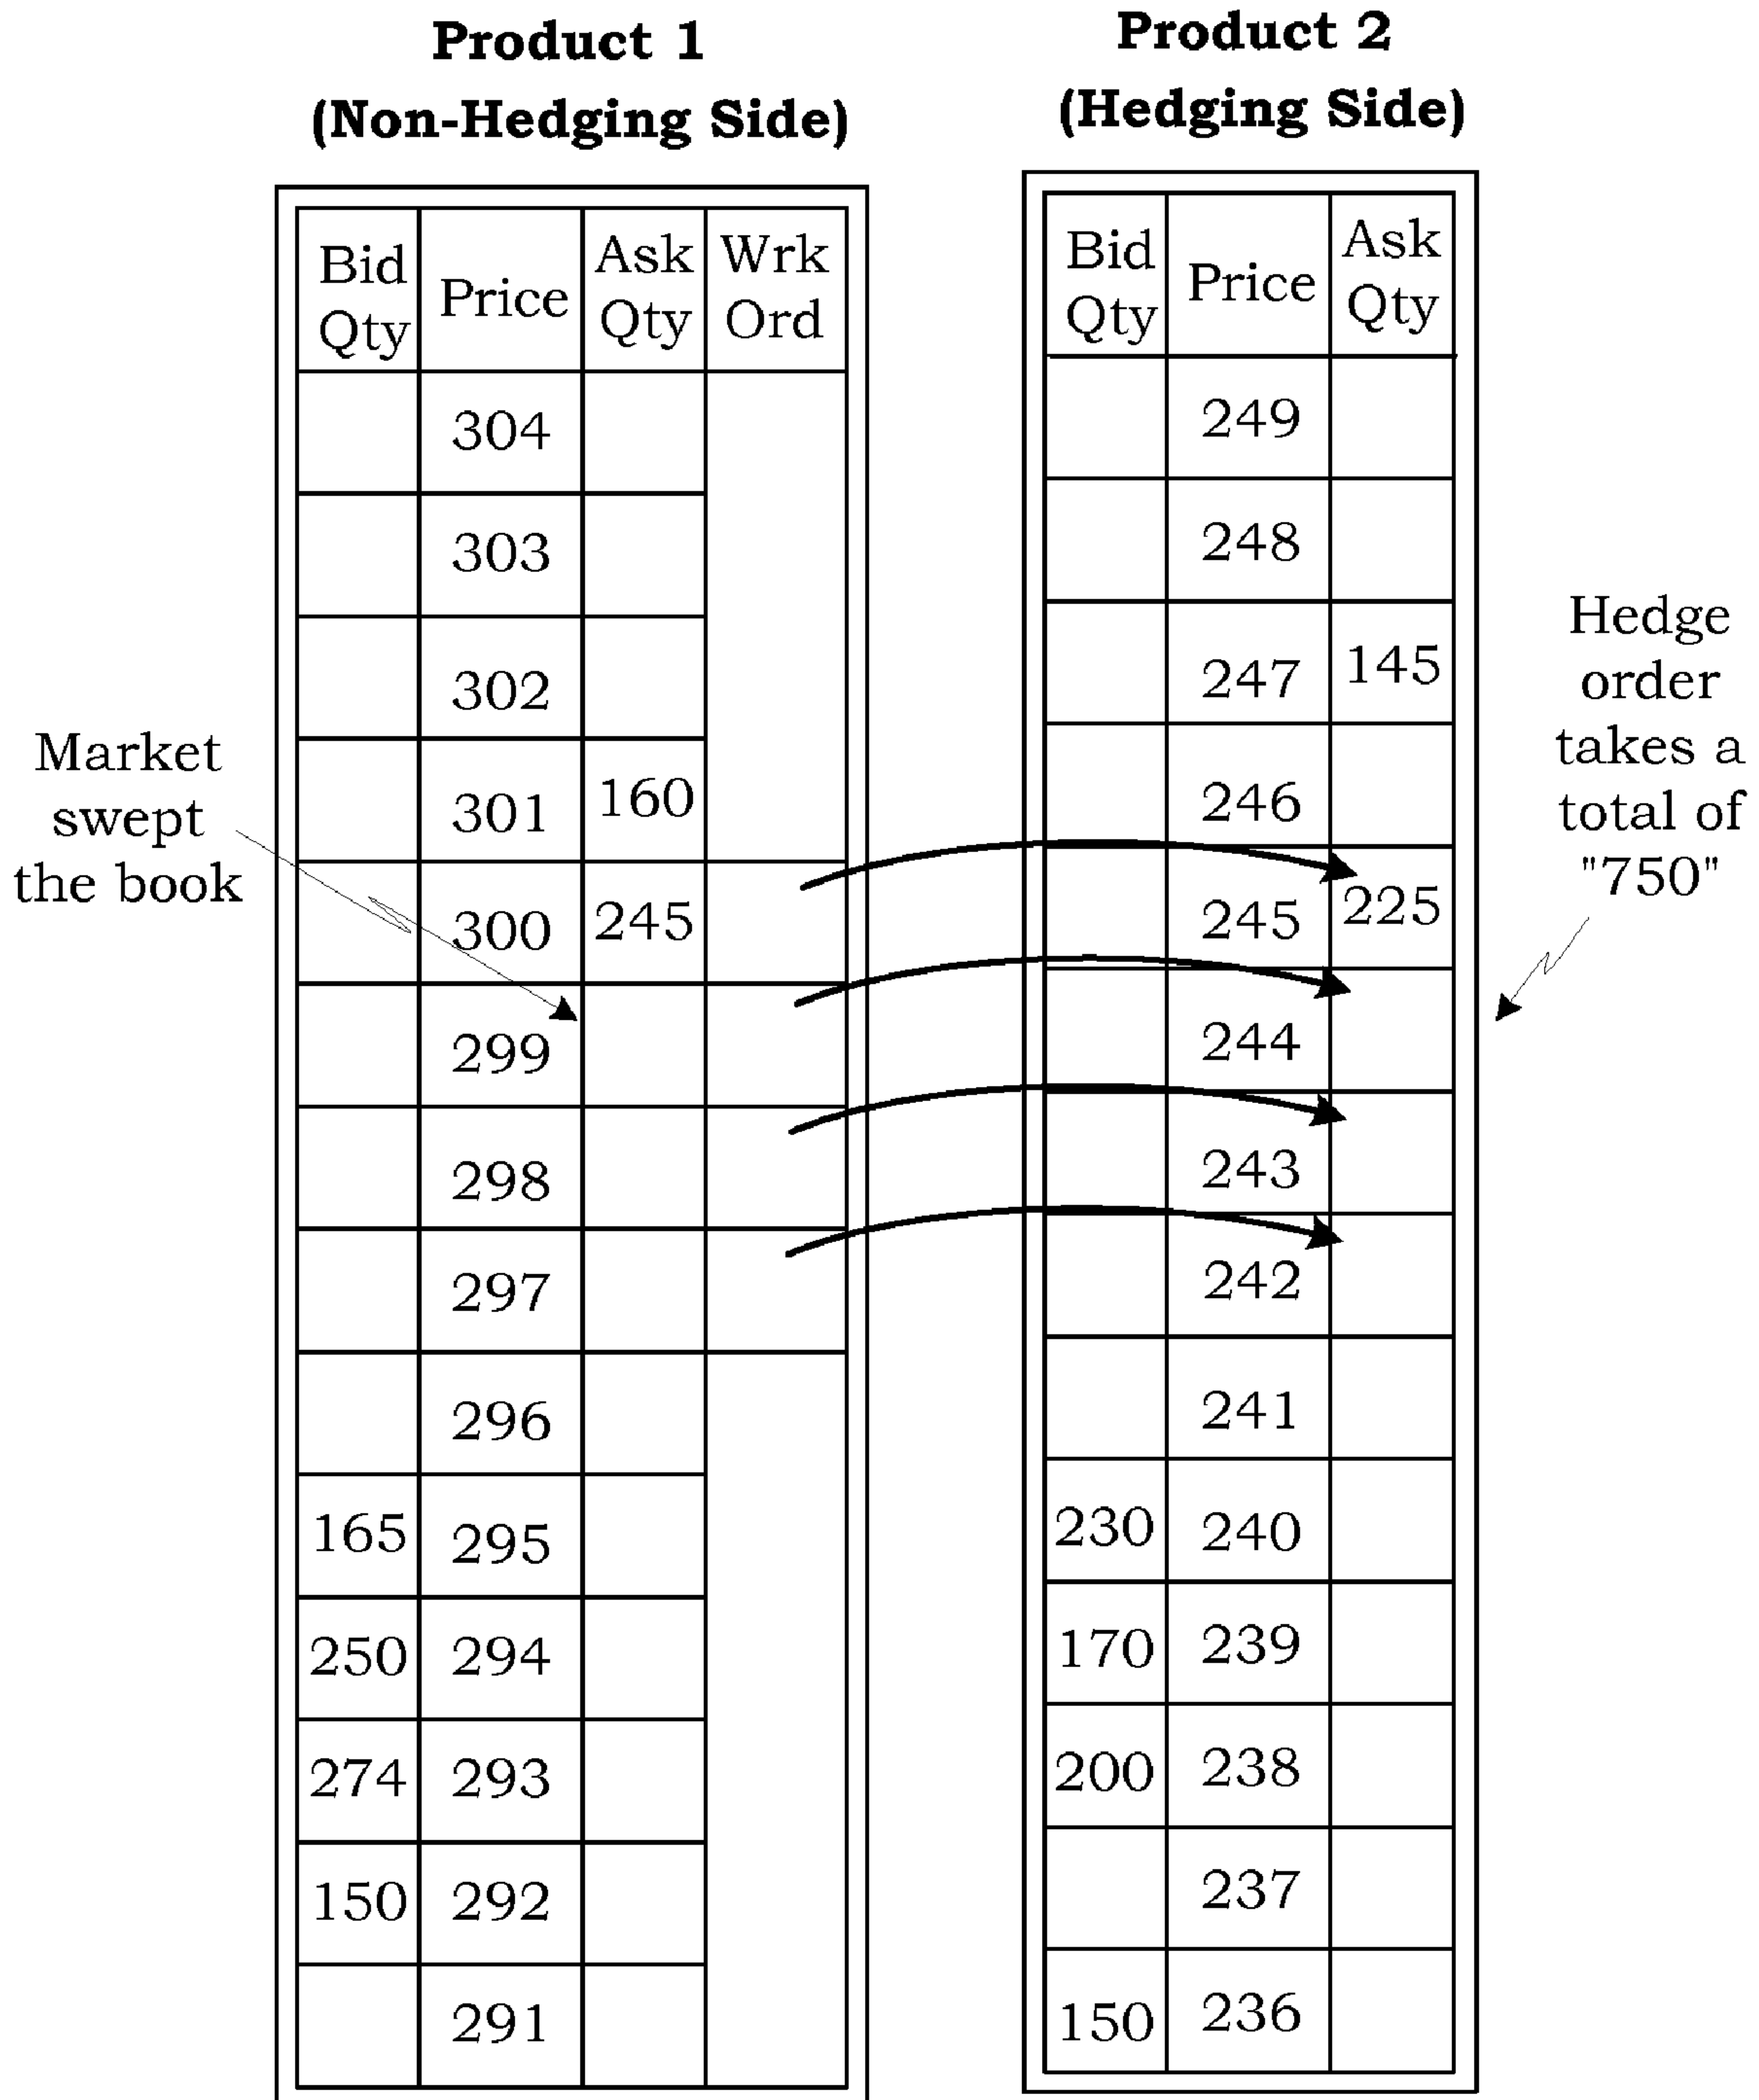 Product 1
(Non-Hedging Side)
Bid Qty Price Ask Qty Wrk Ord
304
303
302
301 160
300 245
299
298
297
296
165 295
250 294
274 293
150 292
291
Market
swept
the book
Product 2
(Hedging Side)
Bid Qty Price Ask Qty
249
248
247 145
246
245 225
244
243
242
241
230 240
170 239
200 238
237
150 236
Hedge
order
takes a
total of
"750"